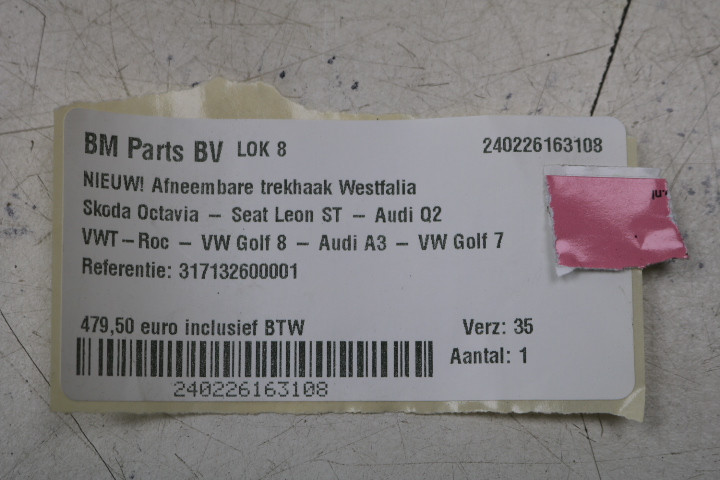 BM Parts BV LOK 8 240226163108
NIEUW! Afneembare trekhaak Westfalia
Skoda Octavia - Seat Leon ST - Audi Q2
VWT-Roc - VW Golf 8 - Audi A3 - VW Golf 7
Referentie: 317132600001
479,50 euro inclusief BTW Verz: 35
Aantal: 1
240226163108